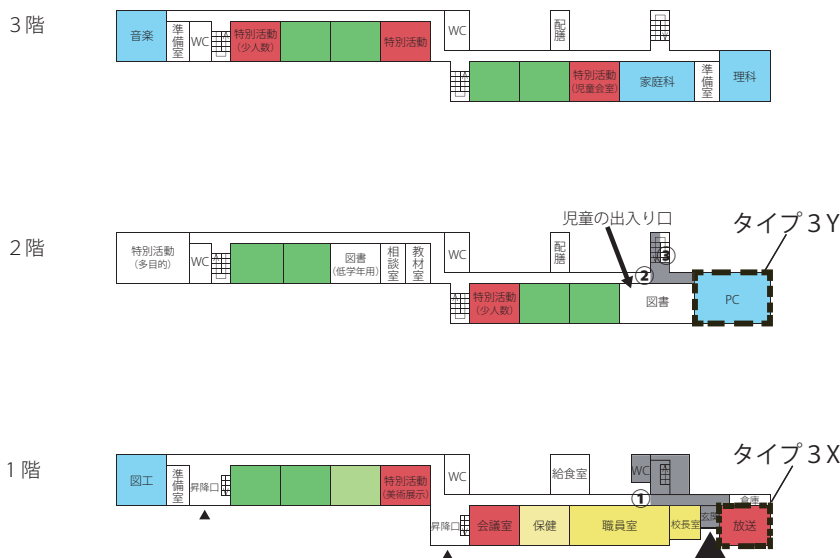 3階
音楽
準備室
WC
特別活動
(少人数)
特別活動
WC
配膳
特別活動
(児童会室)
家庭科
準備室
理科
2階
児童の出入り口
タイプ3Y
特別活動
(多目的)
WC
図書
(低学年用)
相談室
教材室
WC
配膳
③
②
特別活動
(少人数)
図書
PC
1階
タイプ3X
図工
準備室
昇降口
特別活動
(美術展示)
WC
給食室
WC
①
倉庫
昇降口
会議室
保健
職員室
校長室
玄関
放送